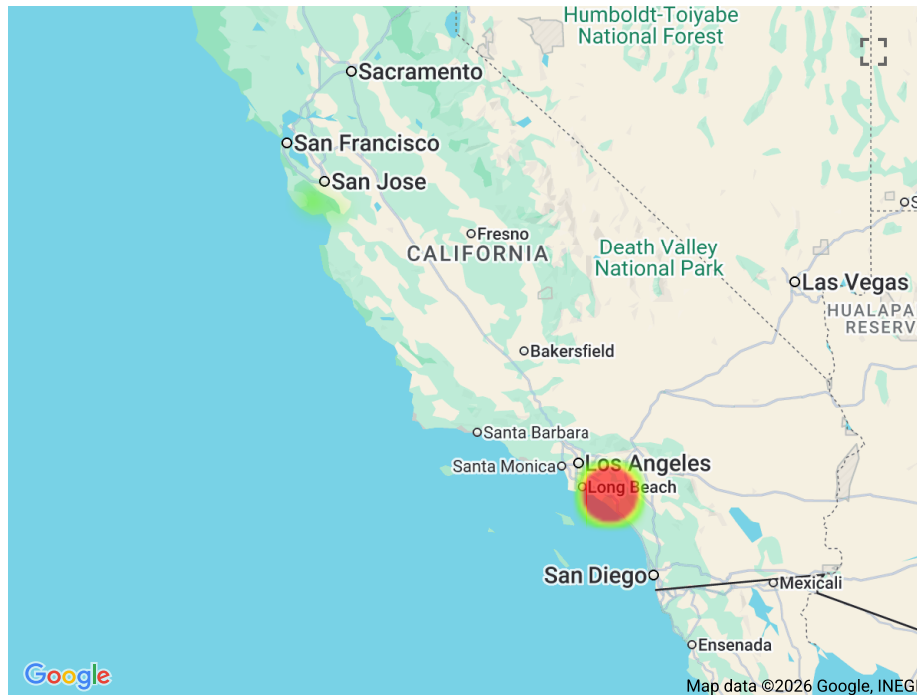 Humboldt-Toiyabe
National Forest
Sacramento
San Francisco
San Jose
Fresno
CALIFORNIA
Death Valley
National Park
Las Vegas
HUALAPA
RESERV
Bakersfield
Santa Barbara
Santa Monica
Los Angeles
Long Beach
San Diego
Mexicali
Ensenada
Google
Map data ©2026 Google, INEGI